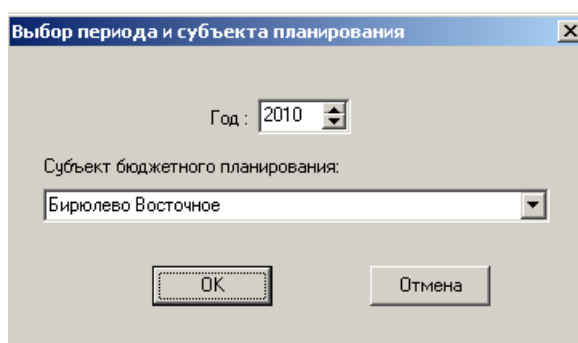 Выбор периода и субъекта планирования
Год : 2010
Субъект бюджетного планирования:
Бирюлево Восточное
OK Отмена